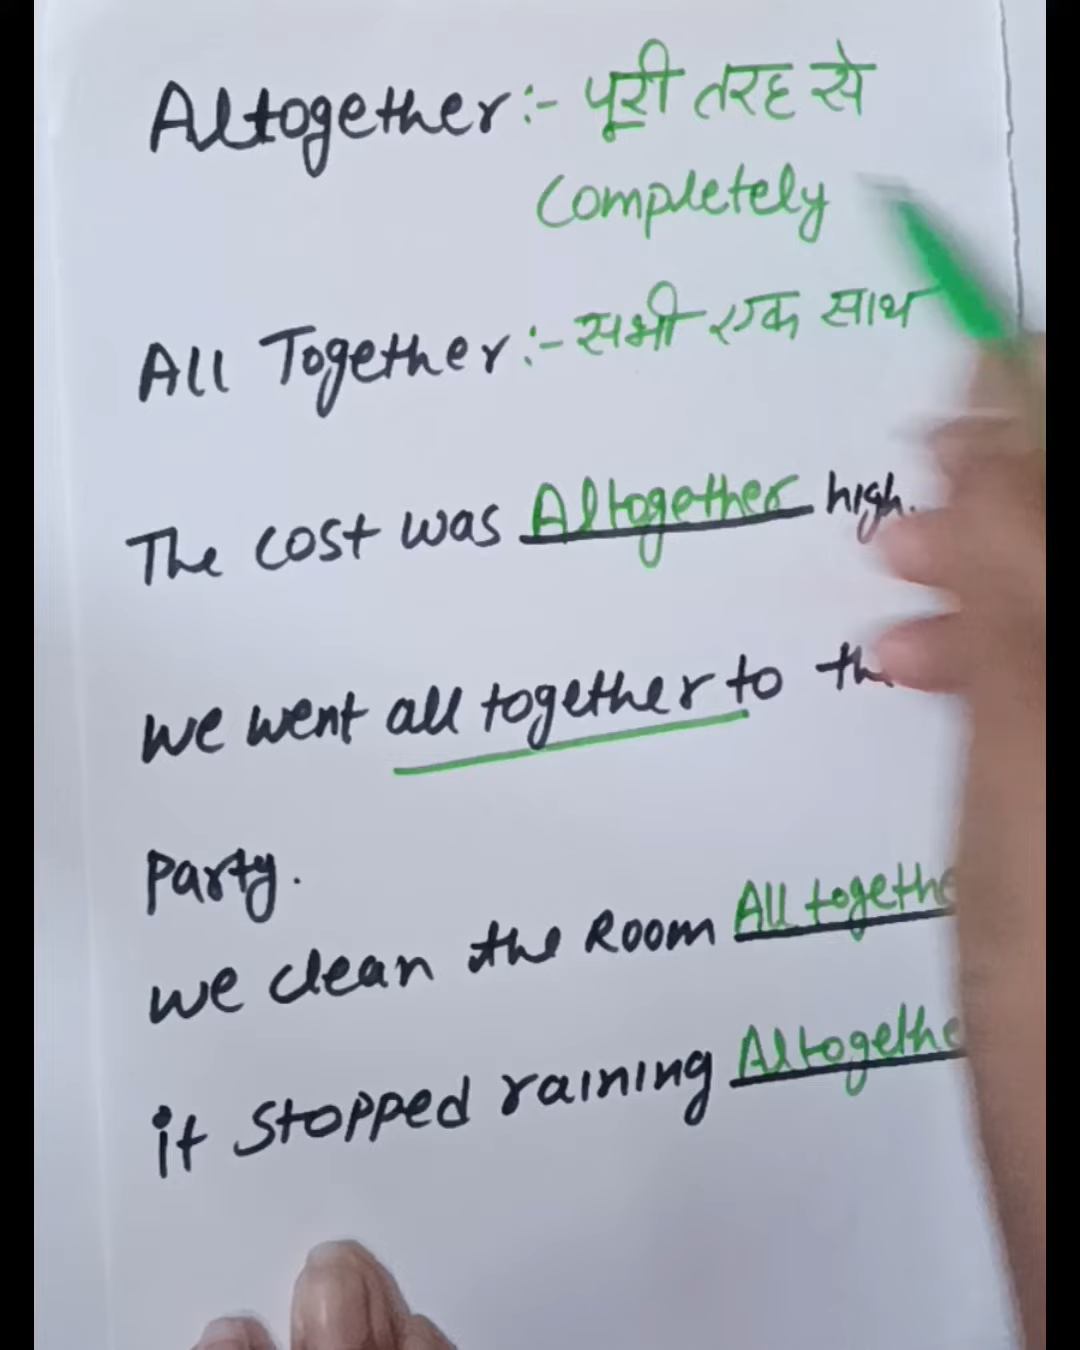 Altogether :- पूरी तरह से
Completely
All Together :- सभी एक साथ
The cost was Altogether high.
we went all together to
Party.
we clean the Room All
it stopped raining